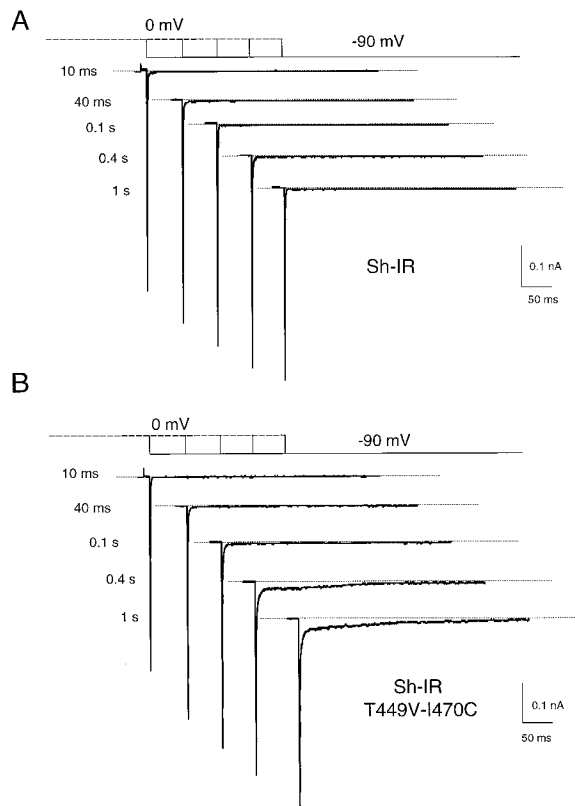 A
0 mV
-90 mV
10 ms
40 ms
0.1 s
0.4 s
1 s
Sh-IR
0.1 nA
50 ms
B
0 mV
-90 mV
10 ms
40 ms
0.1 s
0.4 s
1 s
Sh-IR
T449V-I470C
0.1 nA
50 ms